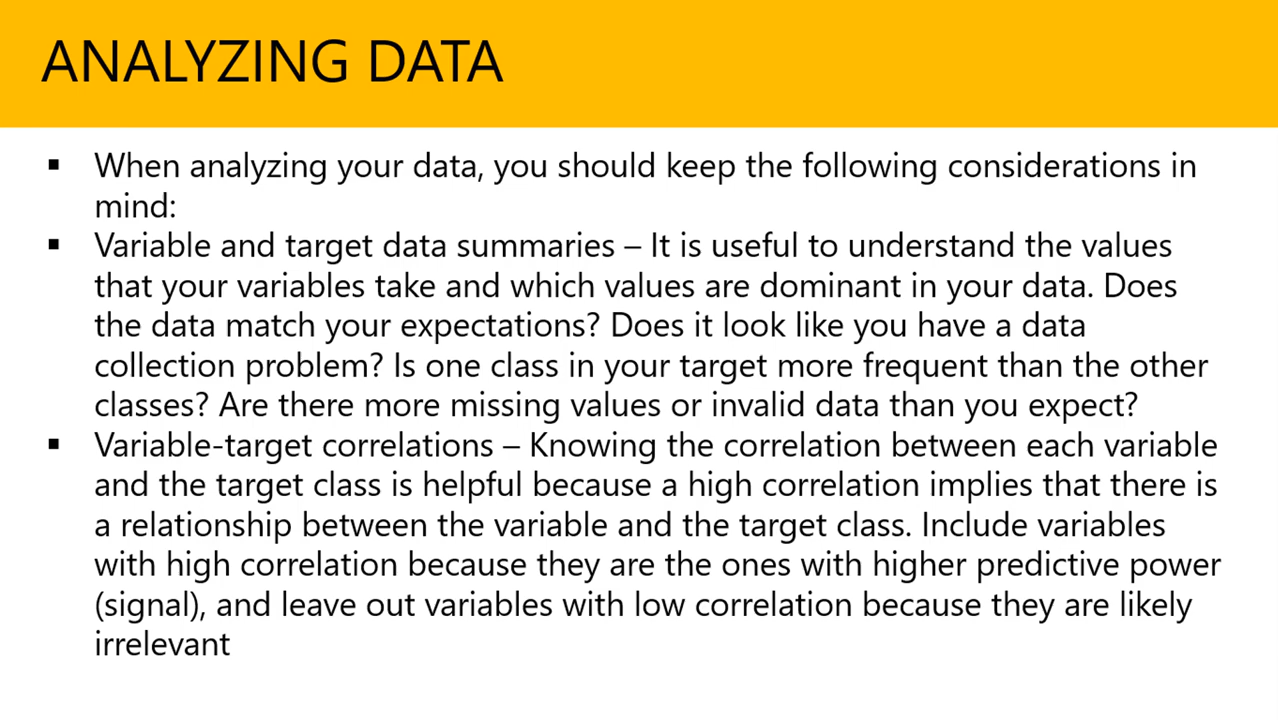 ANALYZING DATA
▪ When analyzing your data, you should keep the following considerations in
mind:
▪ Variable and target data summaries – It is useful to understand the values
that your variables take and which values are dominant in your data. Does
the data match your expectations? Does it look like you have a data
collection problem? Is one class in your target more frequent than the other
classes? Are there more missing values or invalid data than you expect?
▪ Variable-target correlations – Knowing the correlation between each variable
and the target class is helpful because a high correlation implies that there is
a relationship between the variable and the target class. Include variables
with high correlation because they are the ones with higher predictive power
(signal), and leave out variables with low correlation because they are likely
irrelevant